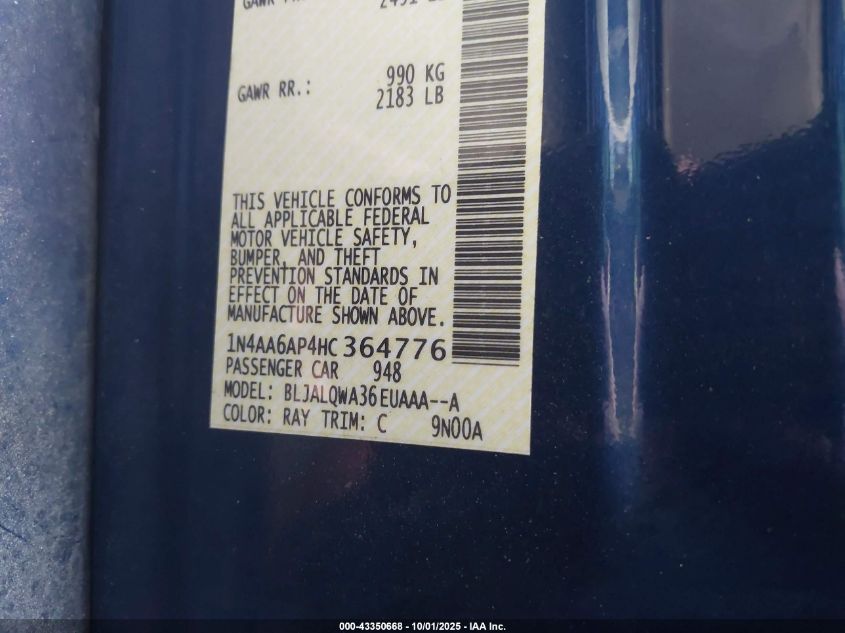 990 KG
GAWR RR.: 2183 LB
THIS VEHICLE CONFORMS TO
ALL APPLICABLE FEDERAL
MOTOR VEHICLE SAFETY,
BUMPER, AND THEFT
PREVENTION STANDARDS IN
EFFECT ON THE DATE OF
MANUFACTURE SHOWN ABOVE.
1N4AA6AP4HC364776
PASSENGER CAR 948
MODEL: BLJALQWA36EUAAA--A
COLOR: RAY TRIM: C 9N00A
000-43350668 - 10/01/2025 - IAA Inc.